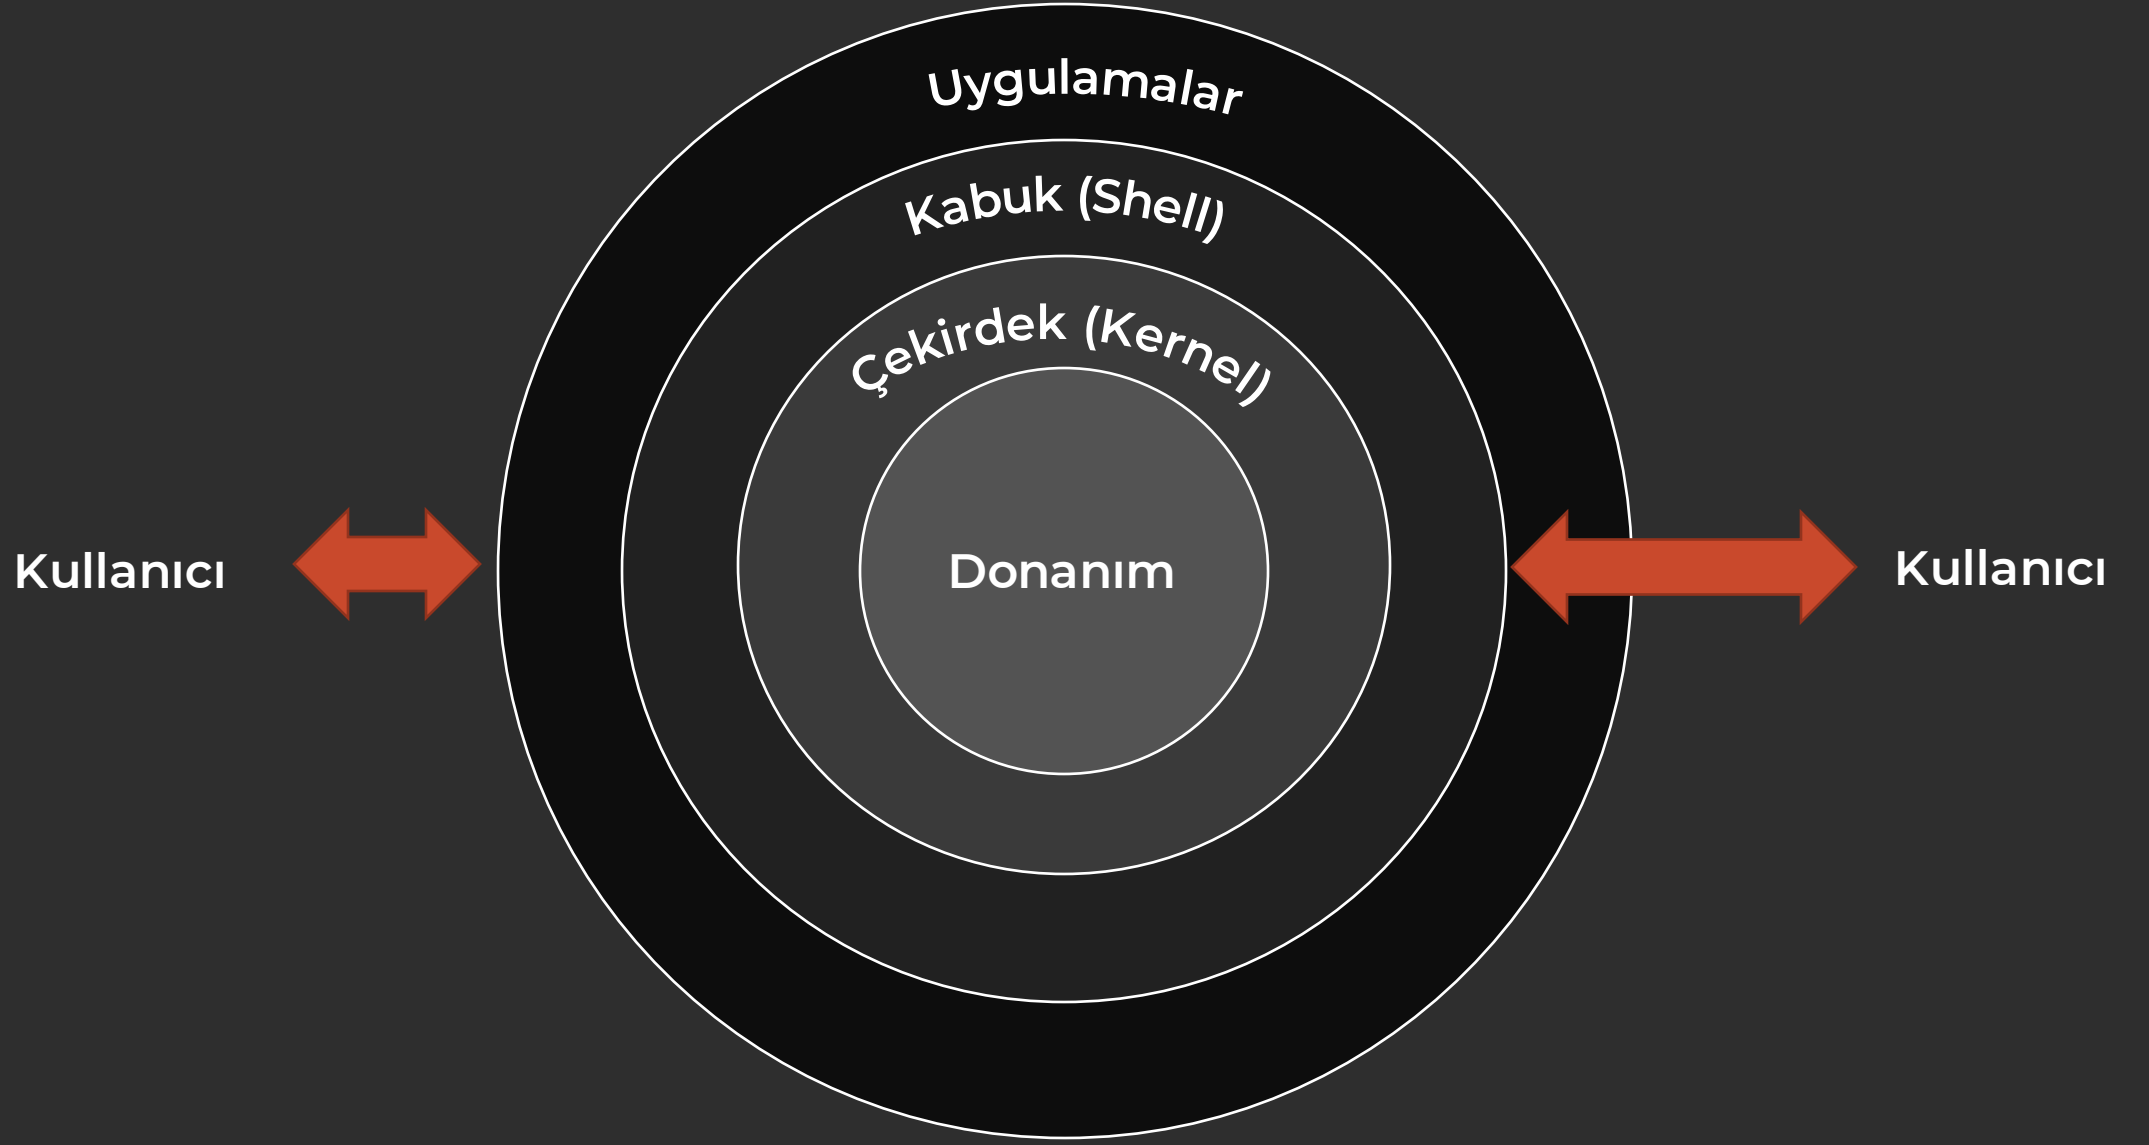 Uygulamalar
Kabuk (Shell)
Çekirdek (Kernel)
Kullanıcı
Donanım
Kullanıcı